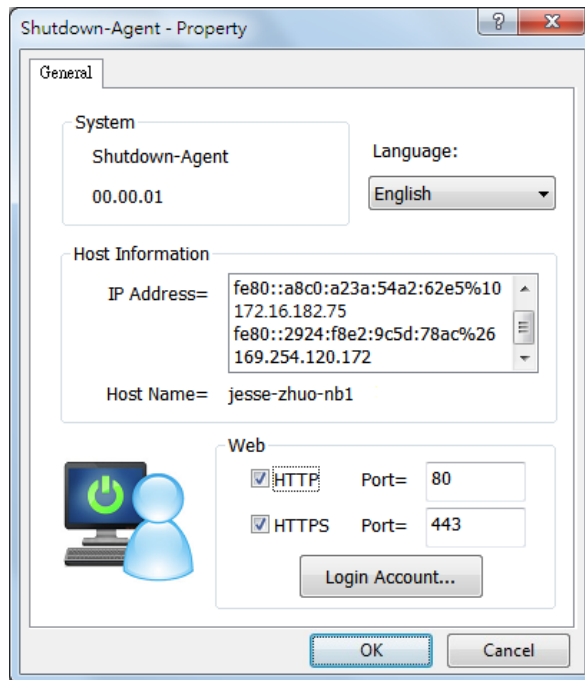 Shutdown-Agent - Property
General
System
Shutdown-Agent
00.00.01
Language:
English
Host Information
IP Address=
fe80::a8c0:a23a:54a2:62e5%10
172.16.182.75
fe80::2924:f8e2:9c5d:78ac%26
169.254.120.172
Host Name= jesse-zhuo-nb1
Web
HTTP Port= 80
HTTPS Port= 443
Login Account...
OK Cancel